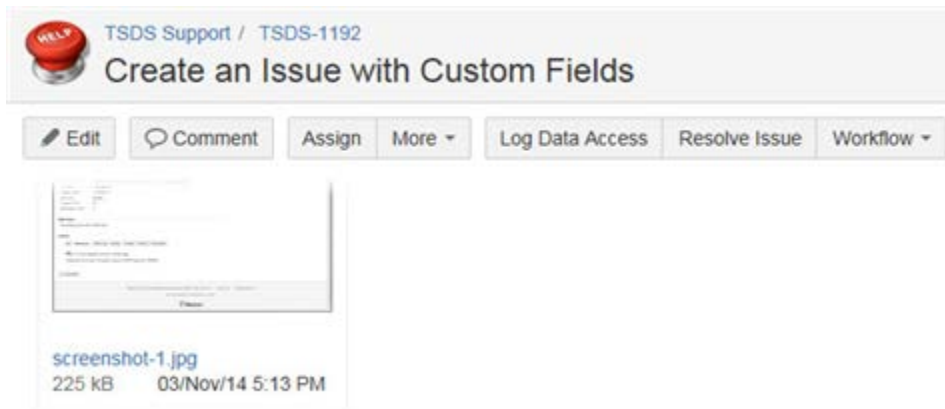 HELP
TSDS Support / TSDS-1192
Create an Issue with Custom Fields
Edit Comment Assign More Log Data Access Resolve Issue Workflow
screenshot-1.jpg
225 kB 03/Nov/14 5:13 PM